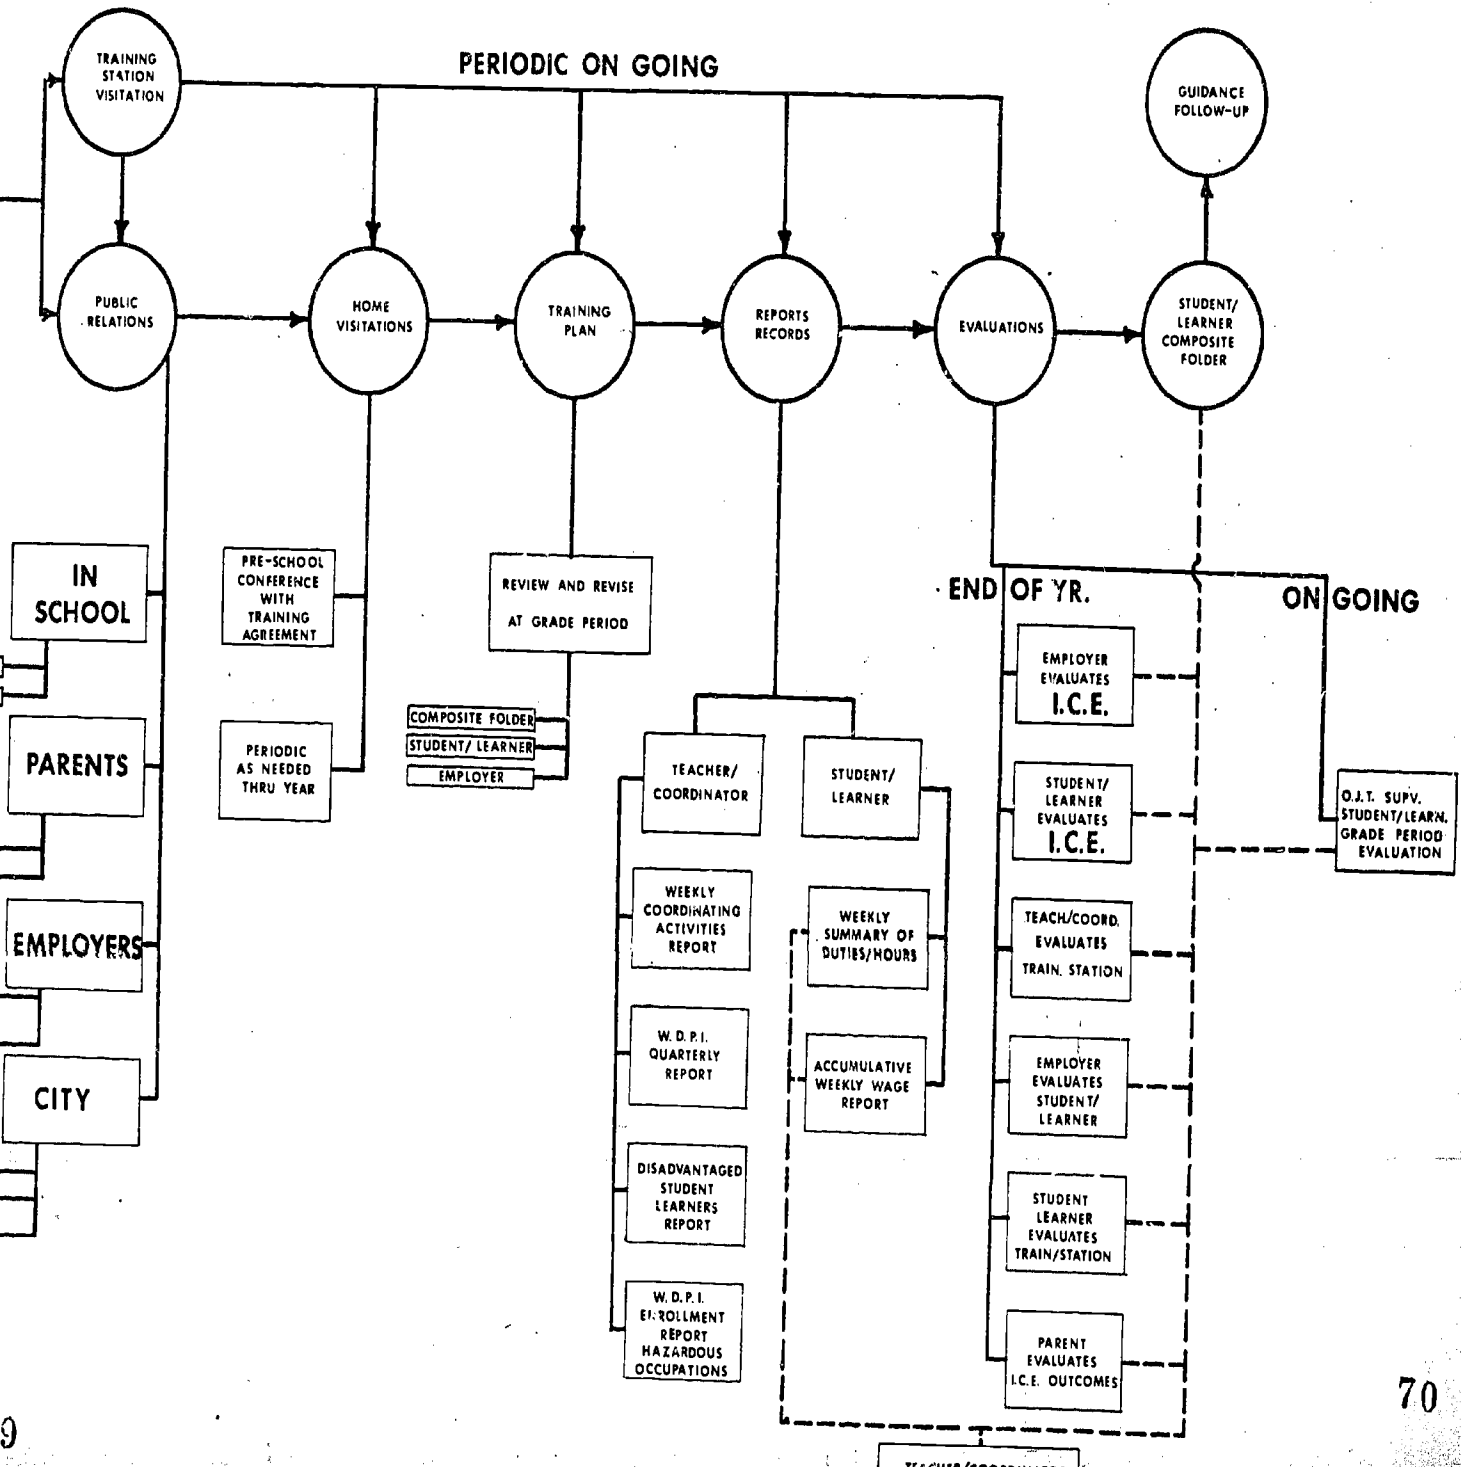 TRAINING
STATION
VISITATION
PERIODIC ON GOING
GUIDANCE
FOLLOW-UP
PUBLIC
RELATIONS
HOME
VISITATIONS
TRAINING
PLAN
REPORTS
RECORDS
EVALUATIONS
STUDENT/
LEARNER
COMPOSITE
FOLDER
IN
SCHOOL
PARENTS
EMPLOYERS
CITY
PRE-SCHOOL
CONFERENCE
WITH
TRAINING
AGREEMENT
PERIODIC
AS NEEDED
THRU YEAR
REVIEW AND REVISE
AT GRADE PERIOD
COMPOSITE FOLDER
STUDENT/ LEARNER
EMPLOYER
TEACHER/
COORDINATOR
WEEKLY
COORDINATING
ACTIVITIES
REPORT
W.D.P.I.
QUARTERLY
REPORT
DISADVANTAGED
STUDENT
LEARNERS
REPORT
W.D.P.I.
ENROLLMENT
REPORT
HAZARDOUS
OCCUPATIONS
STUDENT/
LEARNER
WEEKLY
SUMMARY OF
DUTIES/HOURS
ACCUMULATIVE
WEEKLY WAGE
REPORT
END OF YR.
EMPLOYER
EVALUATES
I.C.E.
STUDENT/
LEARNER
EVALUATES
I.C.E.
TEACH/COORD.
EVALUATES
TRAIN. STATION
EMPLOYER
EVALUATES
STUDENT/
LEARNER
STUDENT
LEARNER
EVALUATES
TRAIN/STATION
PARENT
EVALUATES
I.C.E. OUTCOMES
ON GOING
O.J.T. SUPV.
STUDENT/LEARN.
GRADE PERIOD
EVALUATION
9
70